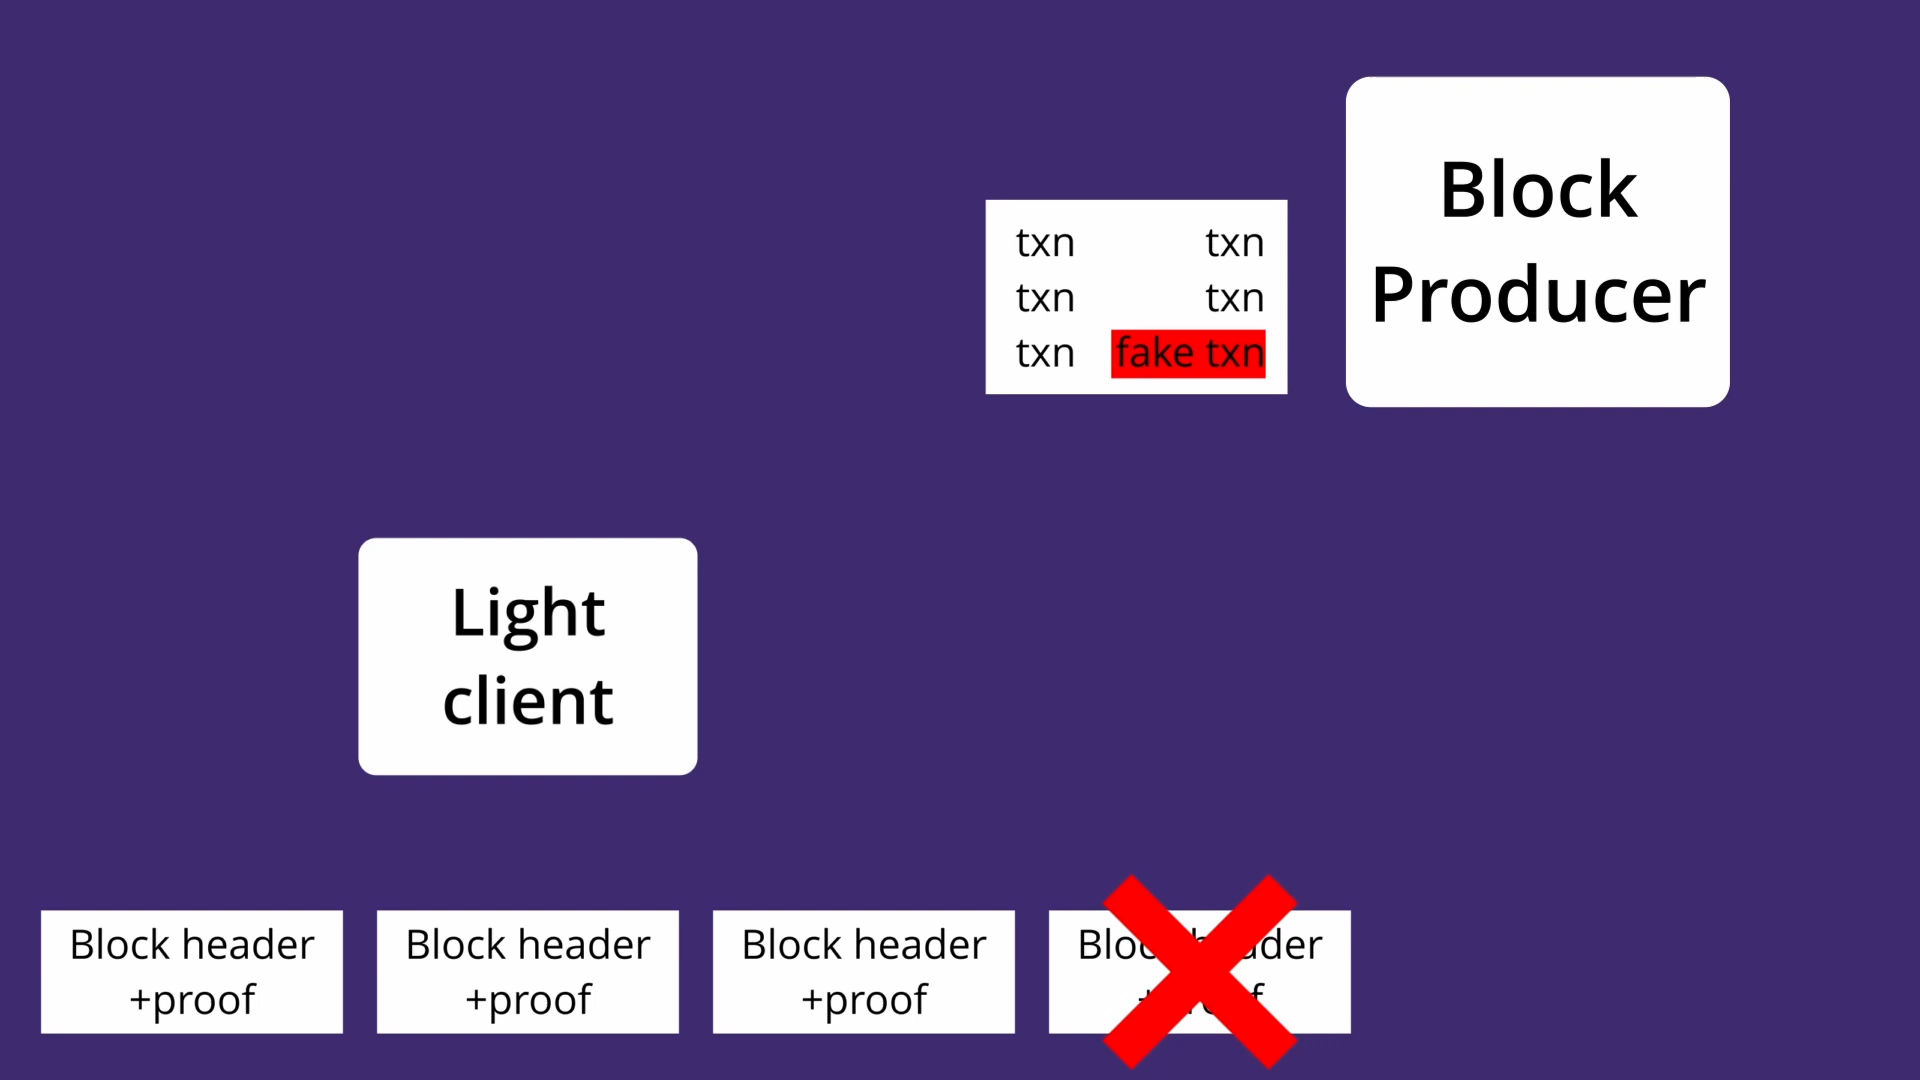 Block
Producer
txn txn
txn txn
txn fake txn
Light
client
Block header
+proof
Block header
+proof
Block header
+proof